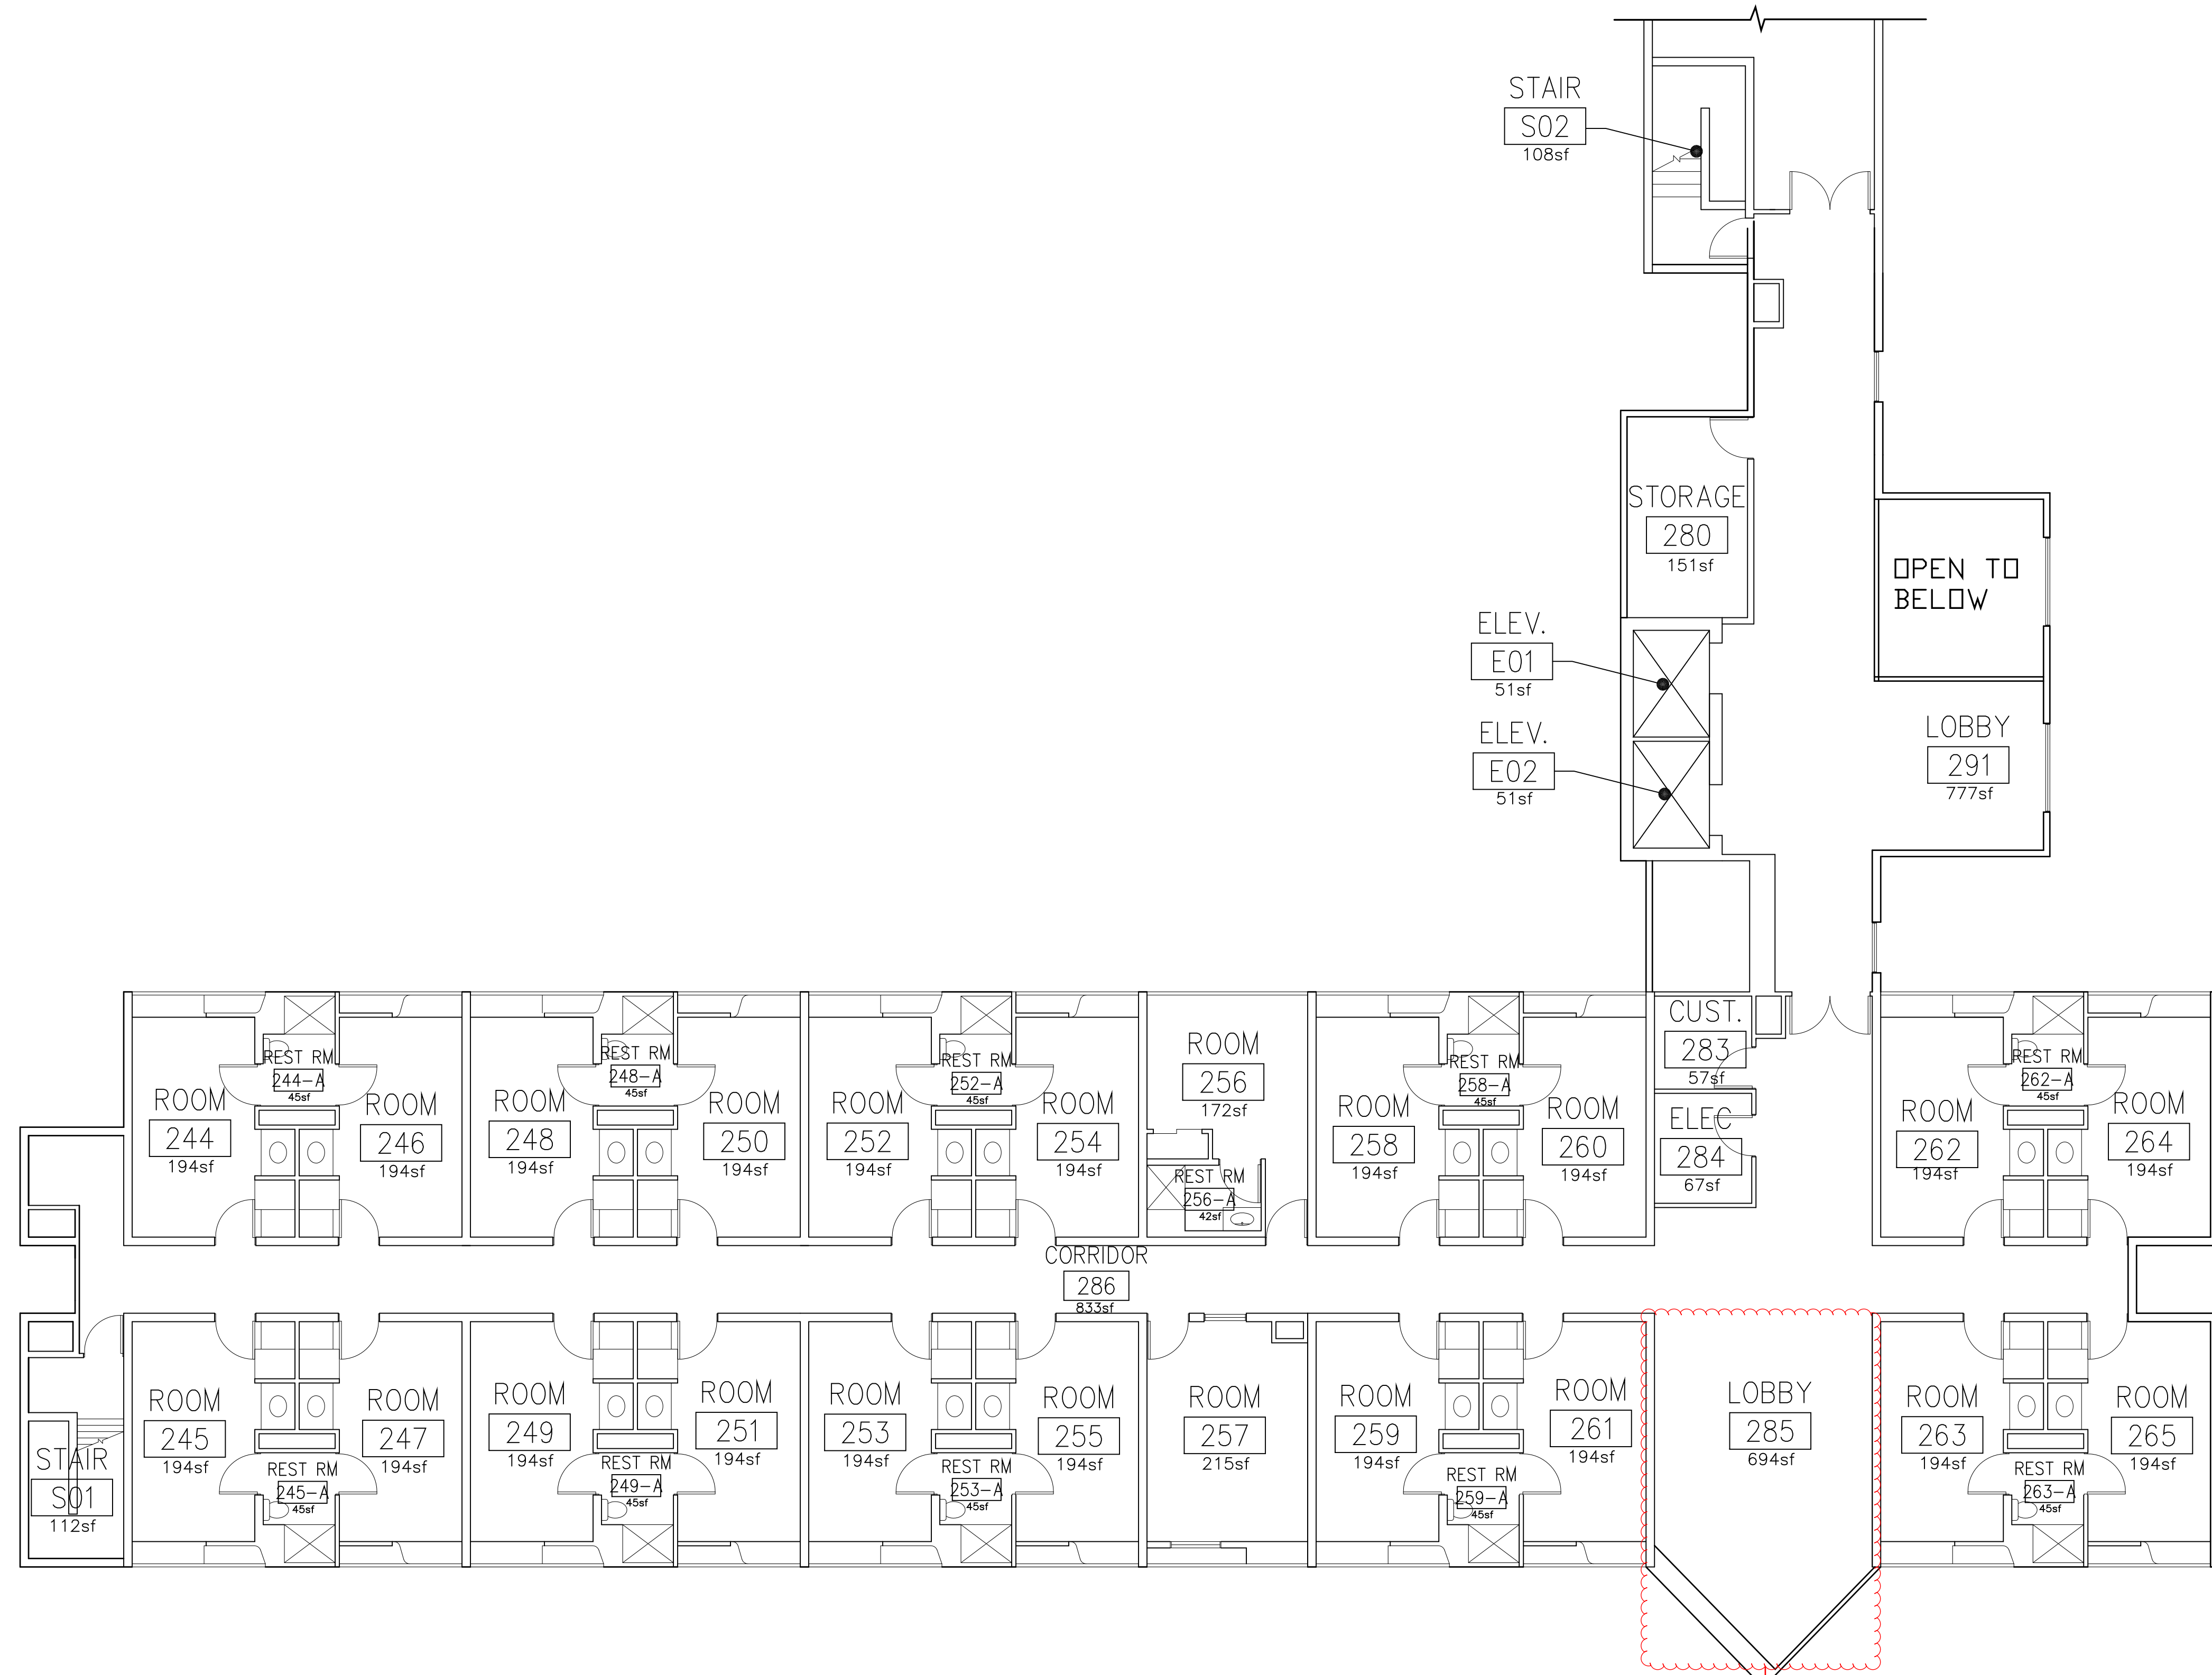 STAIR
S02
108sf
STORAGE
280
151sf
OPEN TO
BELOW
ELEV.
E01
51sf
ELEV.
E02
51sf
LOBBY
291
777sf
ROOM
244
194sf
REST RM
244-A
45sf
ROOM
246
194sf
ROOM
248
194sf
REST RM
248-A
45sf
ROOM
250
194sf
ROOM
252
194sf
REST RM
252-A
45sf
ROOM
254
194sf
ROOM
256
172sf
REST RM
256-A
42sf
ROOM
258
194sf
REST RM
258-A
45sf
ROOM
260
194sf
CUST.
283
57sf
ELEC
284
67sf
ROOM
262
194sf
REST RM
262-A
45sf
ROOM
264
194sf
CORRIDOR
286
833sf
STAIR
S01
112sf
ROOM
245
194sf
REST RM
245-A
45sf
ROOM
247
194sf
ROOM
249
194sf
REST RM
249-A
45sf
ROOM
251
194sf
ROOM
253
194sf
REST RM
253-A
45sf
ROOM
255
194sf
ROOM
257
215sf
ROOM
259
194sf
REST RM
259-A
45sf
ROOM
261
194sf
LOBBY
285
694sf
ROOM
263
194sf
REST RM
263-A
45sf
ROOM
265
194sf